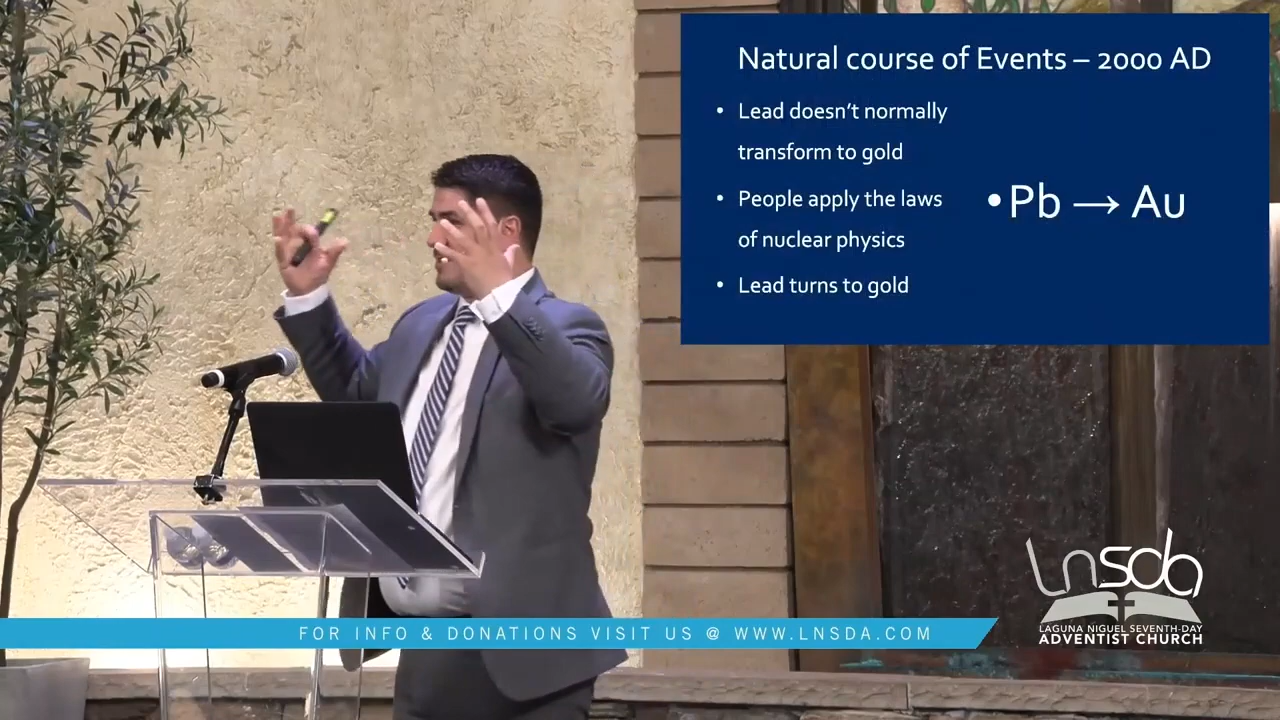 Natural course of Events – 2000 AD
• Lead doesn't normally
transform to gold
• People apply the laws
of nuclear physics
• Lead turns to gold
• Pb → Au
FOR INFO & DONATIONS VISIT US @ WWW.LNSDA.COM
Lnsda
LAGUNA NIGUEL SEVENTH-DAY
ADVENTIST CHURCH